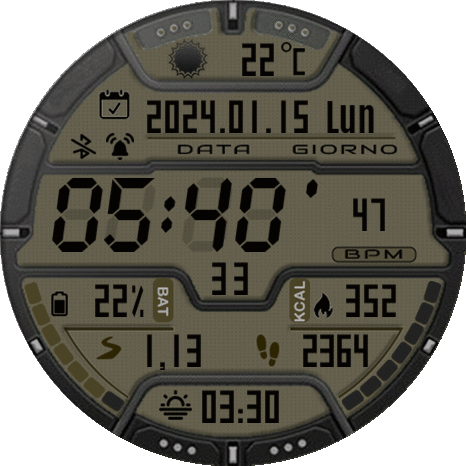 22°C
2024.01.15 Lun
DATA GIORNO
05:40' 47
BPM
33
22% BAT KCAL 352
1,13 2364
03:30